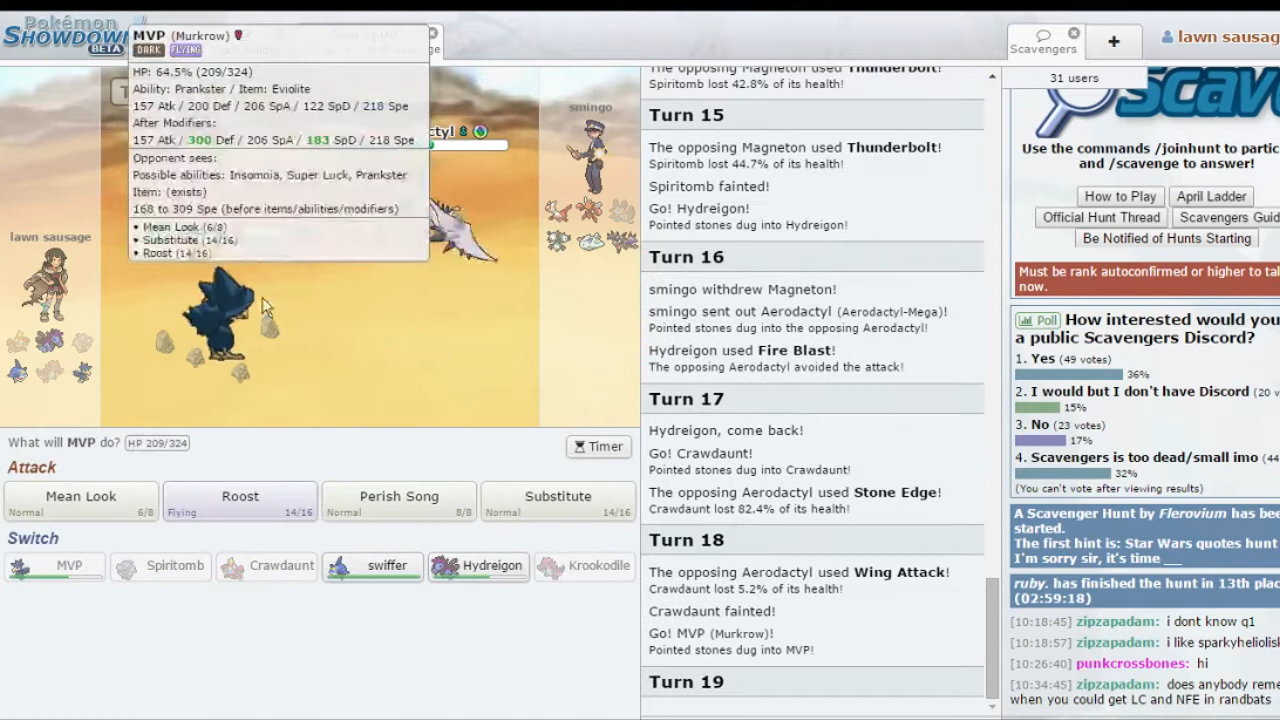 Pokémon
SHOWDOWN
BETA
MVP (Murkrow)
DARK FLYING
HP: 64.5% (209/324)
Ability: Prankster / Item: Eviolite
157 Atk / 200 Def / 206 SpA / 122 SpD / 218 Spe
After Modifiers:
157 Atk / 300 Def / 206 SpA / 183 SpD / 218 Spe
Opponent sees:
Possible abilities: Insomnia, Super Luck, Prankster
Item: (exists)
168 to 309 Spe (before items/abilities/modifiers)
• Mean Look (6/8)
• Substitute (14/16)
• Roost (14/16)
ctyl
smingo
lawn sausage
What will MVP do? HP 209/324
Timer
Attack
Mean Look
Normal 6/8
Roost
Flying 14/16
Perish Song
Normal 8/8
Substitute
Normal 14/16
Switch
MVP
Spiritomb
Crawdaunt
swiffer
Hydreigon
Krookodile
The opposing Magneton used Thunderbolt!
Spiritomb lost 42.8% of its health!
Turn 15
The opposing Magneton used Thunderbolt!
Spiritomb lost 44.7% of its health!
Spiritomb fainted!
Go! Hydreigon!
Pointed stones dug into Hydreigon!
Turn 16
smingo withdrew Magneton!
smingo sent out Aerodactyl (Aerodactyl-Mega)!
Pointed stones dug into the opposing Aerodactyl!
Hydreigon used Fire Blast!
The opposing Aerodactyl avoided the attack!
Turn 17
Hydreigon, come back!
Go! Crawdaunt!
Pointed stones dug into Crawdaunt!
The opposing Aerodactyl used Stone Edge!
Crawdaunt lost 82.4% of its health!
Turn 18
The opposing Aerodactyl used Wing Attack!
Crawdaunt lost 5.2% of its health!
Crawdaunt fainted!
Go! MVP (Murkrow)!
Pointed stones dug into MVP!
Turn 19
Scavengers
+
lawn sausag
31 users
Scav
Use the commands /joinhunt to partic
and /scavenge to answer!
How to Play
April Ladder
Official Hunt Thread
Scavengers Guid
Be Notified of Hunts Starting
Must be rank autoconfirmed or higher to tal
now.
Poll How interested would you
a public Scavengers Discord?
1. Yes (49 votes)
36%
2. I would but I don't have Discord (20 v
15%
3. No (23 votes)
17%
4. Scavengers is too dead/small imo (44
32%
(You can't vote after viewing results)
A Scavenger Hunt by Flerovium has bee
started.
The first hint is: Star Wars quotes hunt
I'm sorry sir, it's time ___
ruby. has finished the hunt in 13th plac
(02:59:18)
[10:18:45] zipzapadam: i dont know q1
[10:18:57] zipzapadam: i like sparkyheliolisk
[10:26:40] punkcrossbones: hi
[10:34:45] zipzapadam: does anybody reme
when you could get LC and NFE in randbats